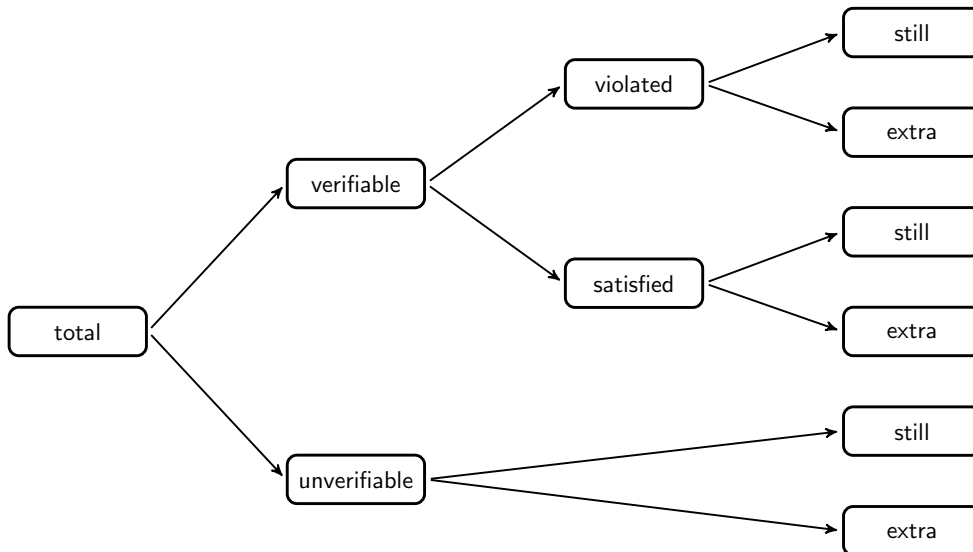 still
violated
extra
verifiable
still
satisfied
extra
total
still
unverifiable
extra